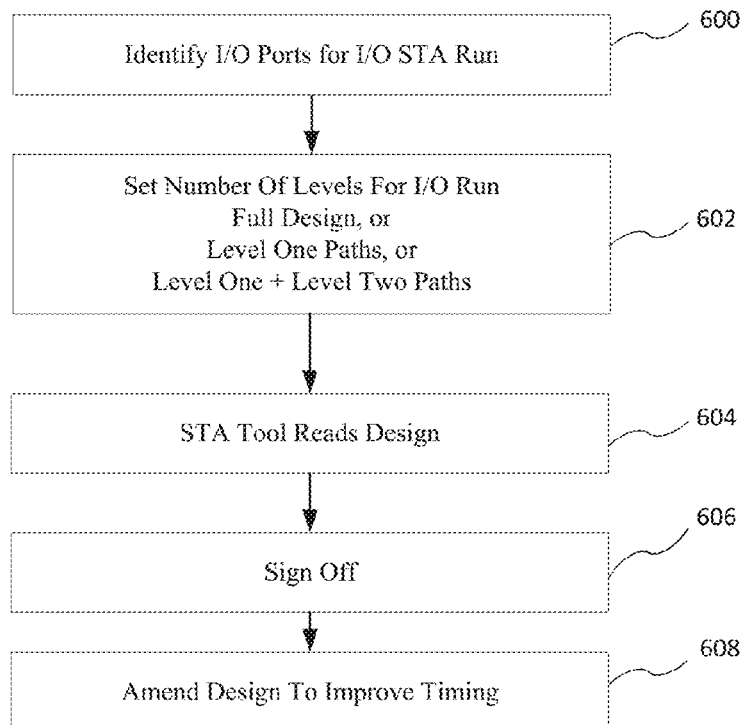 600
Identify I/O Ports for I/O STA Run
Set Number Of Levels For I/O Run
Full Design, or
Level One Paths, or
Level One + Level Two Paths
602
STA Tool Reads Design
604
Sign Off
606
Amend Design To Improve Timing
608